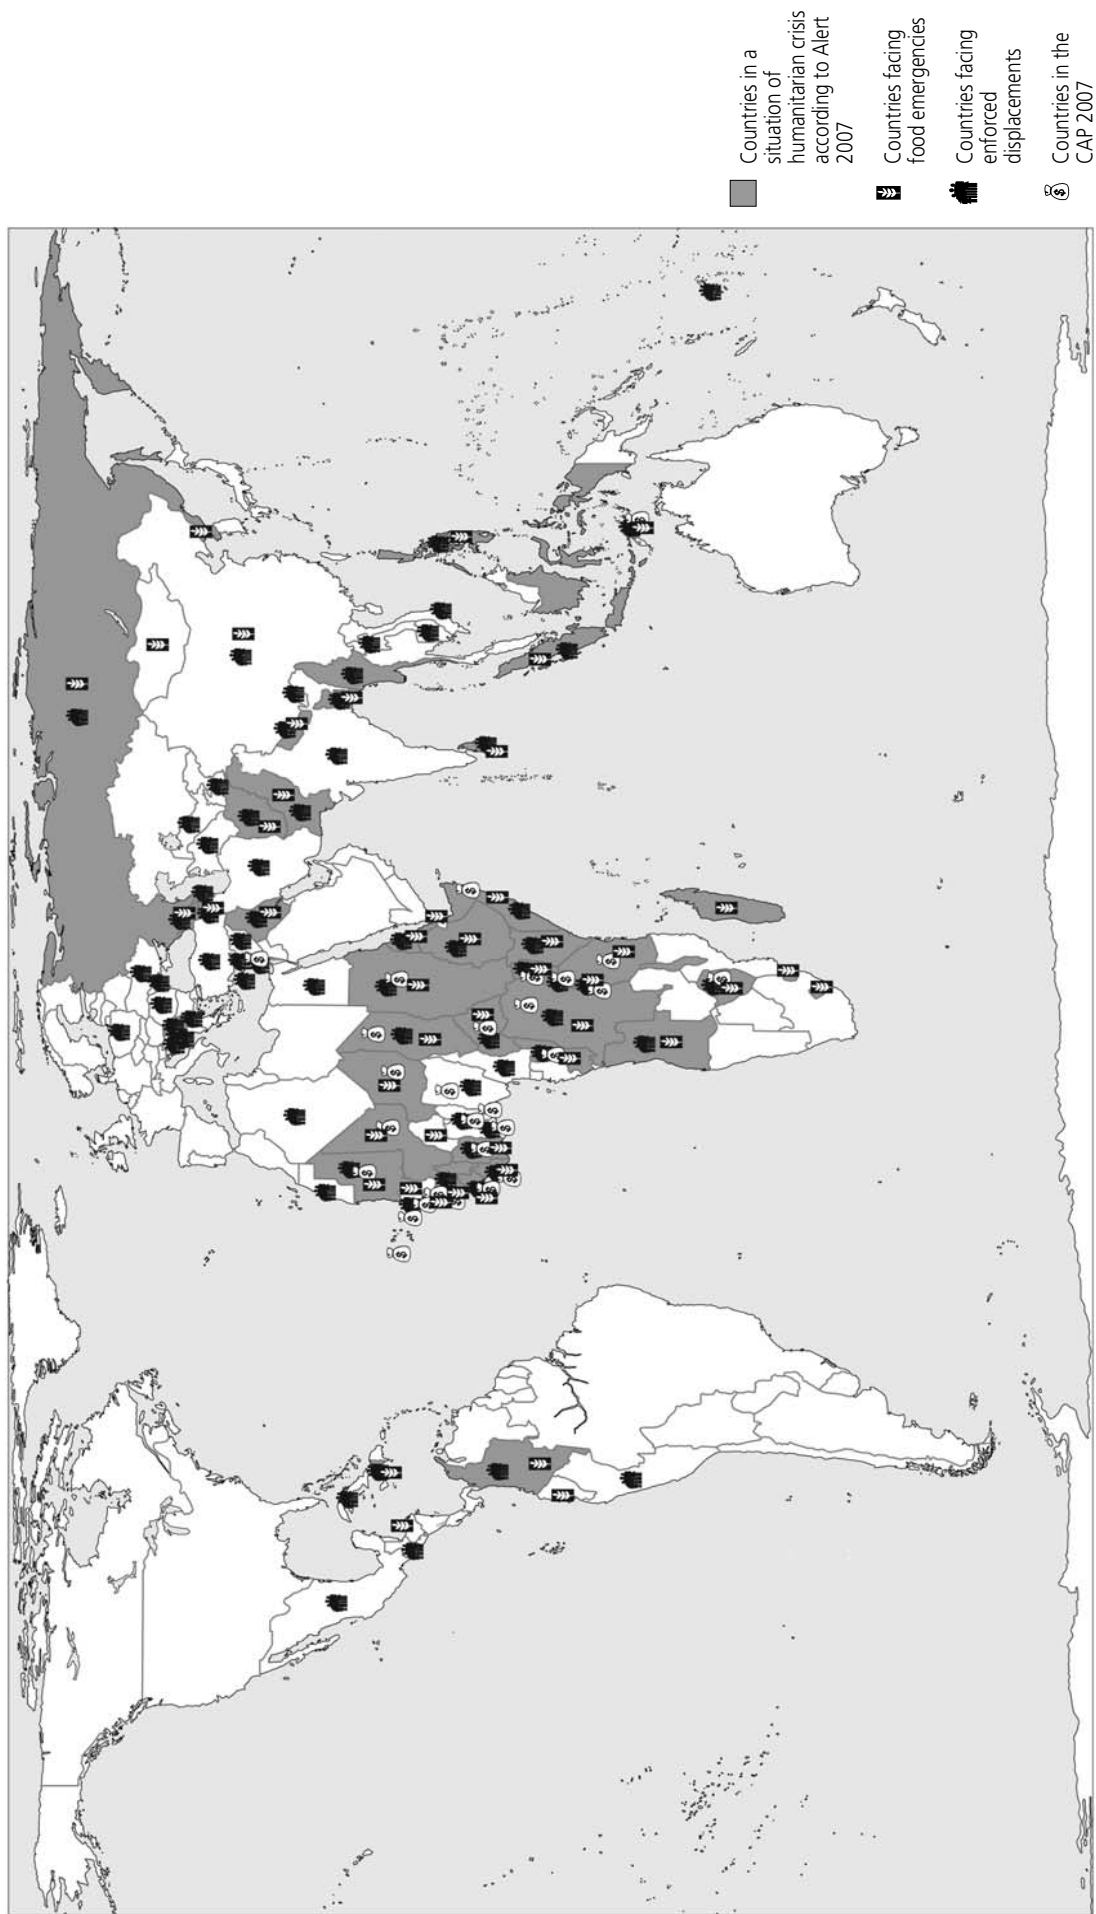 Countries in a
situation of
humanitarian crisis
according to Alert
2007
Countries facing
food emergencies
Countries facing
enforced
displacements
Countries in the
CAP 2007